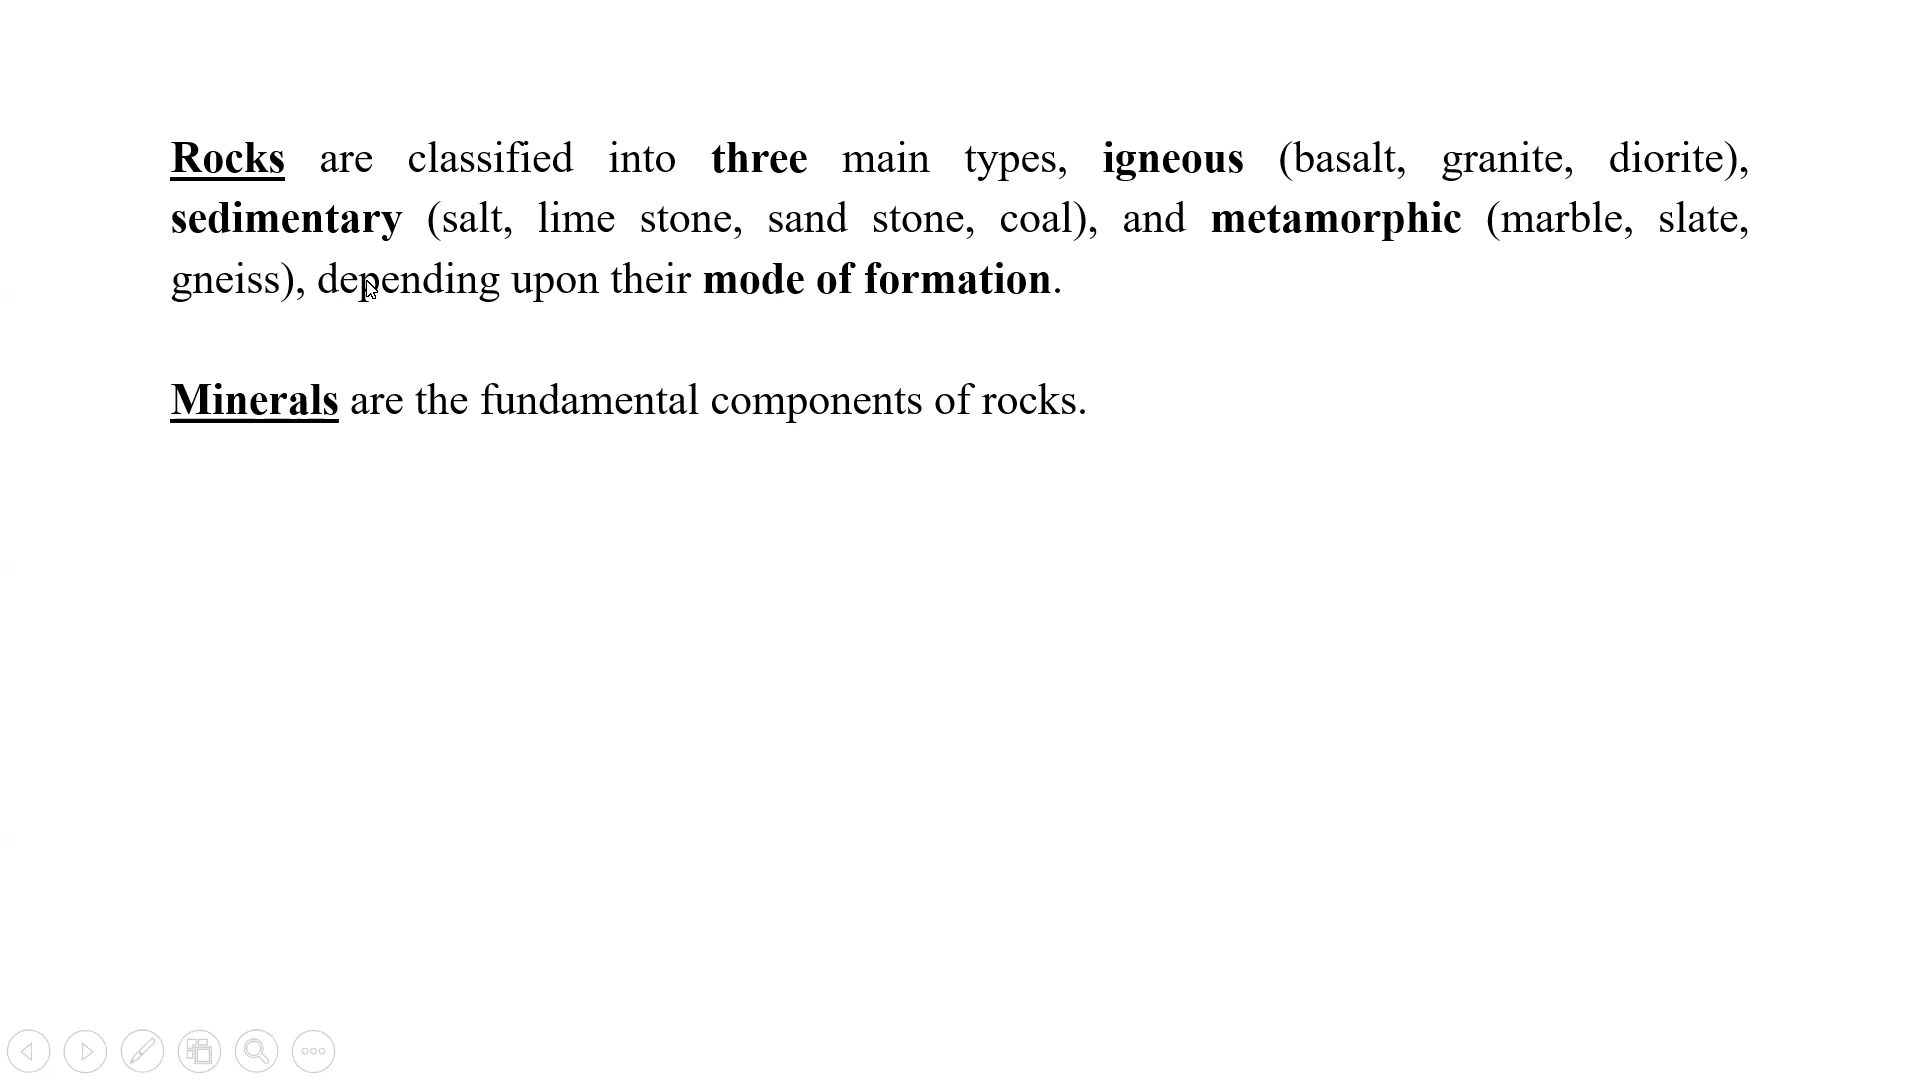 Rocks are classified into three main types, igneous (basalt, granite, diorite),
sedimentary (salt, lime stone, sand stone, coal), and metamorphic (marble, slate,
gneiss), depending upon their mode of formation.
Minerals are the fundamental components of rocks.